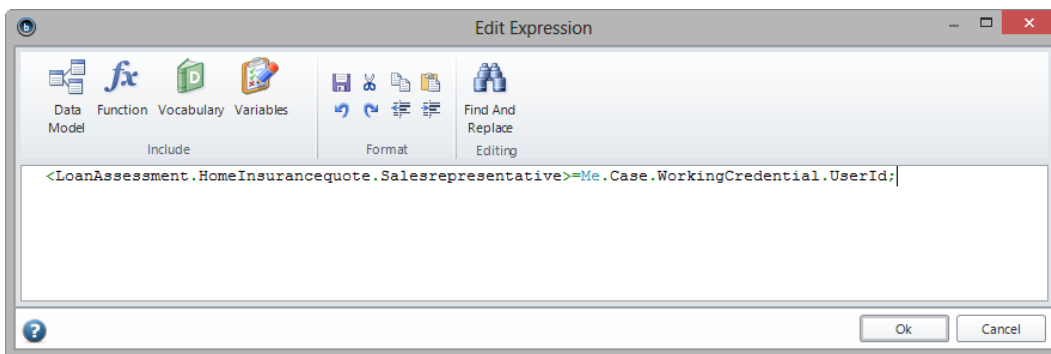 Edit Expression
Data Model
Function
Vocabulary
Variables
Find And Replace
Include
Format
Editing
<LoanAssessment.HomeInsurancequote.Salesrepresentative>=Me.Case.WorkingCredential.UserId;
Ok
Cancel